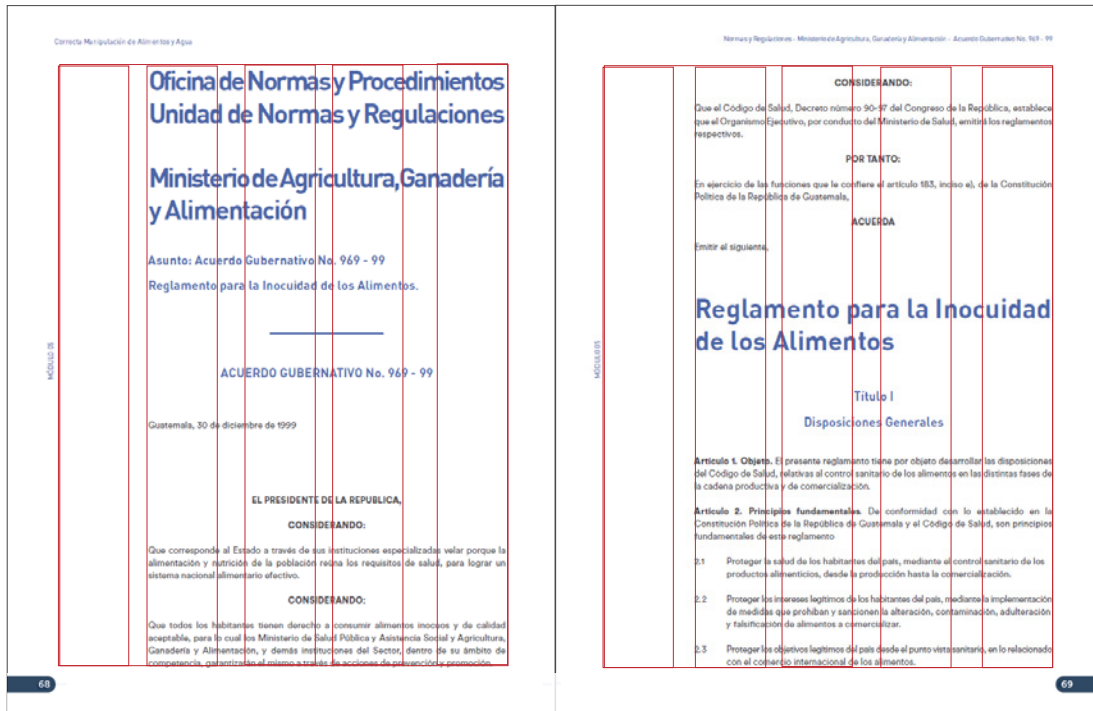 Correcta Manipulación de Alimentos y Agua
Oficina de Normas y Procedimientos
Unidad de Normas y Regulaciones
Ministerio de Agricultura, Ganadería
y Alimentación
Asunto: Acuerdo Gubernativo No. 969 - 99
Reglamento para la Inocuidad de los Alimentos.
ACUERDO GUBERNATIVO No. 969 - 99
MÓDULO 05
Guatemala, 30 de diciembre de 1999
EL PRESIDENTE DE LA REPUBLICA,
CONSIDERANDO:
Que corresponde al Estado a través de sus instituciones especializadas velar porque la
alimentación y nutrición de la población reúna los requisitos de salud, para lograr un
sistema nacional alimentario efectivo.
CONSIDERANDO:
Que todos los habitantes tienen derecho a consumir alimentos inocuos y de calidad
aceptable, para lo cual los Ministerio de Salud Pública y Asistencia Social y Agricultura,
Ganadería y Alimentación, y demás instituciones del Sector, dentro de su ámbito de
competencia, garantizarán el mismo a través de acciones de prevención y promoción.
68
Normas y Regulaciones - Ministerio de Agricultura, Ganadería y Alimentación - Acuerdo Gubernativo No. 969 - 99
CONSIDERANDO:
Que el Código de Salud, Decreto número 90-97 del Congreso de la República, establece
que el Organismo Ejecutivo, por conducto del Ministerio de Salud, emitirá los reglamentos
respectivos.
POR TANTO:
En ejercicio de las funciones que le confiere el artículo 183, inciso e), de la Constitución
Política de la República de Guatemala,
ACUERDA
Emitir el siguiente,
Reglamento para la Inocuidad
de los Alimentos
MÓDULO 05
Título I
Disposiciones Generales
Artículo 1. Objeto. El presente reglamento tiene por objeto desarrollar las disposiciones
del Código de Salud, relativas al control sanitario de los alimentos en las distintas fases de
la cadena productiva y de comercialización.
Artículo 2. Principios fundamentales. De conformidad con lo establecido en la
Constitución Política de la República de Guatemala y el Código de Salud, son principios
fundamentales de este reglamento
2.1 Proteger la salud de los habitantes del país, mediante el control sanitario de los
productos alimenticios, desde la producción hasta la comercialización.
2.2 Proteger los intereses legítimos de los habitantes del país, mediante la implementación
de medidas que prohiban y sancionen la alteración, contaminación, adulteración
y falsificación de alimentos a comercializar.
2.3 Proteger los objetivos legítimos del país desde el punto vista sanitario, en lo relacionado
con el comercio internacional de los alimentos.
69